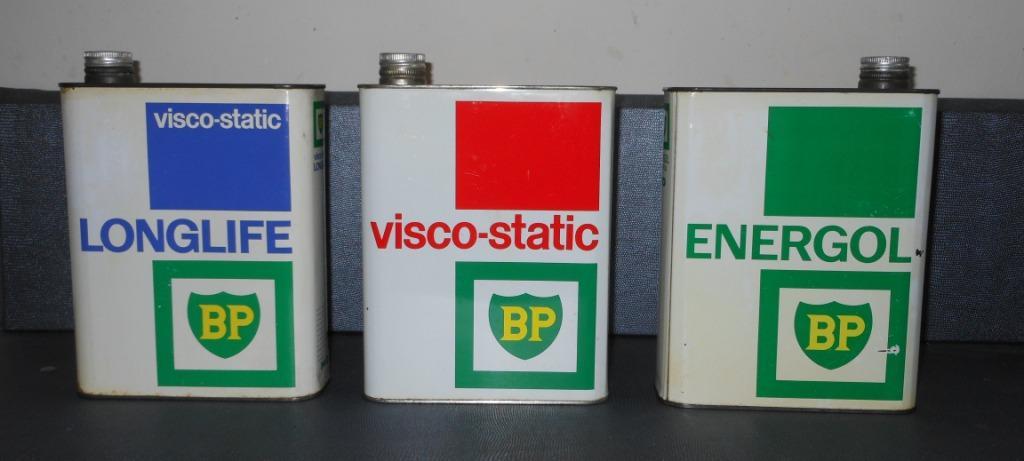 visco-static
LONGLIFE
BP
visco-static
BP
ENERGOL
BP